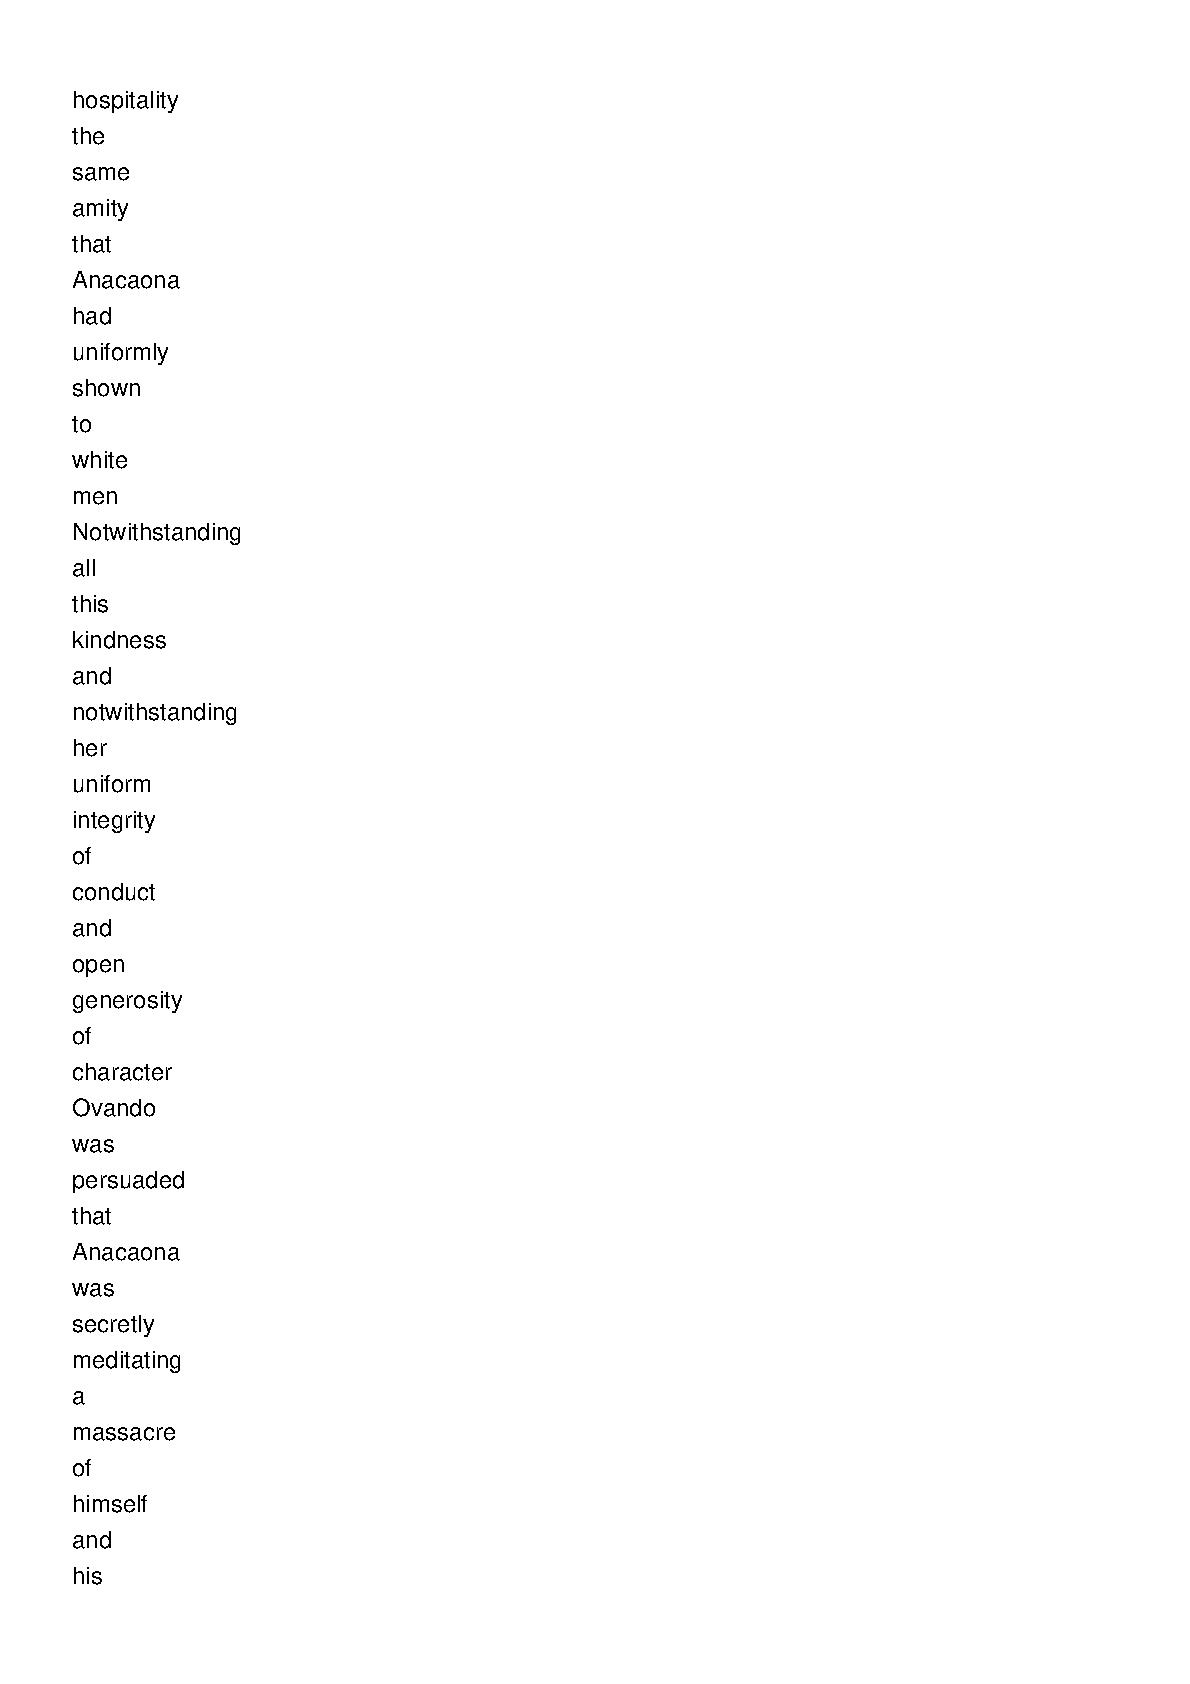 hospitality
the
same
amity
that
Anacaona
had
uniformly
shown
to
white
men
Notwithstanding
all
this
kindness
and
notwithstanding
her
uniform
integrity
of
conduct
and
open
generosity
of
character
Ovando
was
persuaded
that
Anacaona
was
secretly
meditating
a
massacre
of
himself
and
his